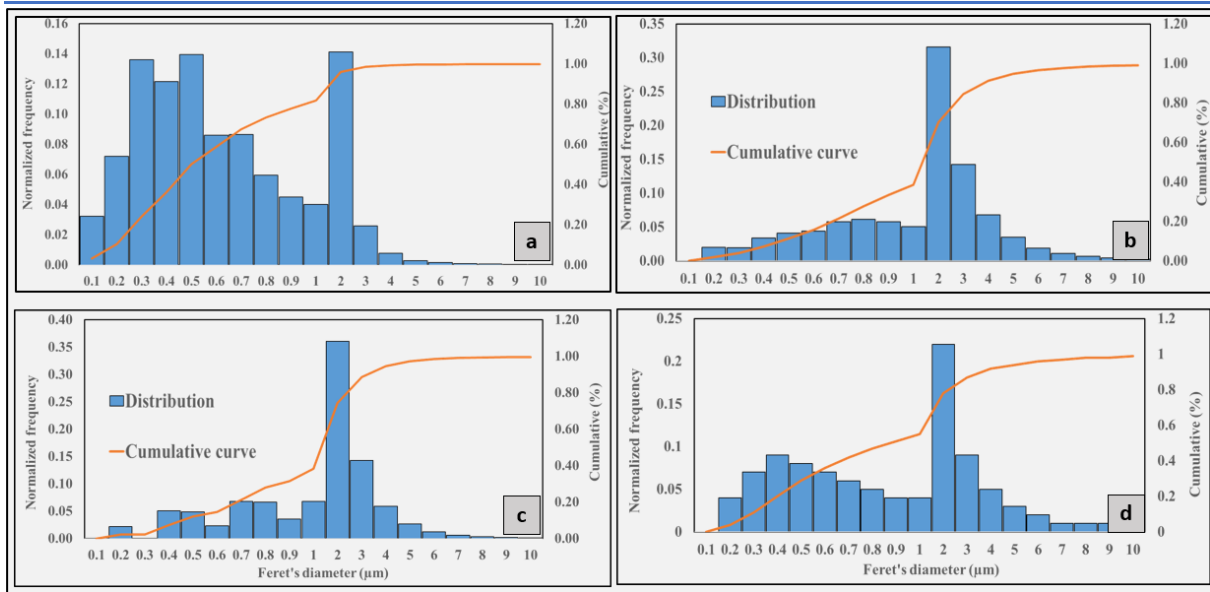 0.16
0.14
0.12
0.10
0.08
0.06
0.04
0.02
0.00
Normalized frequency
1.20
1.00
0.80
0.60
0.40
0.20
0.00
Cumulative (%)
a
0.1 0.2 0.3 0.4 0.5 0.6 0.7 0.8 0.9 1 2 3 4 5 6 7 8 9 10
0.35
0.30
0.25
0.20
0.15
0.10
0.05
0.00
Normalized frequency
Distribution
Cumulative curve
1.20
1.00
0.80
0.60
0.40
0.20
0.00
Cumulative (%)
b
0.1 0.2 0.3 0.4 0.5 0.6 0.7 0.8 0.9 1 2 3 4 5 6 7 8 9 10
0.40
0.35
0.30
0.25
0.20
0.15
0.10
0.05
0.00
Normalized frequency
Distribution
Cumulative curve
1.20
1.00
0.80
0.60
0.40
0.20
0.00
Cumulative (%)
c
0.1 0.2 0.3 0.4 0.5 0.6 0.7 0.8 0.9 1 2 3 4 5 6 7 8 9 10
Feret's diameter (µm)
0.25
0.2
0.15
0.1
0.05
0
Normalized frequency
1.2
1
0.8
0.6
0.4
0.2
0
Cumulative (%)
d
0.1 0.2 0.3 0.4 0.5 0.6 0.7 0.8 0.9 1 2 3 4 5 6 7 8 9 10
Feret's diameter (µm)